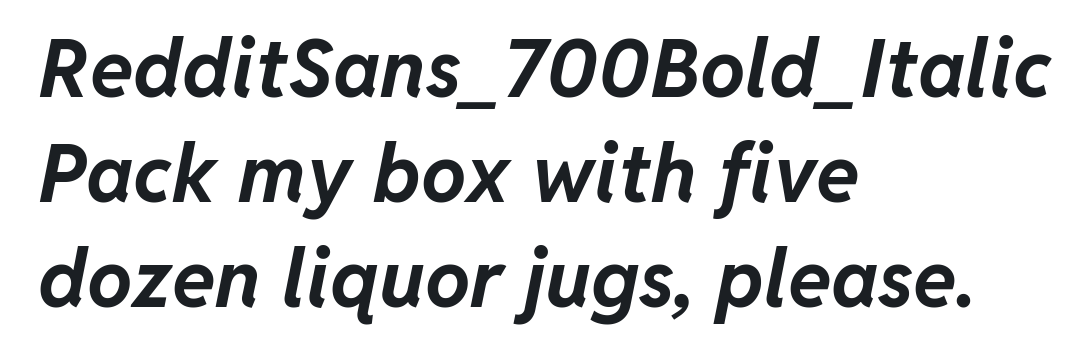 RedditSans_700Bold_Italic
Pack my box with five
dozen liquor jugs, please.